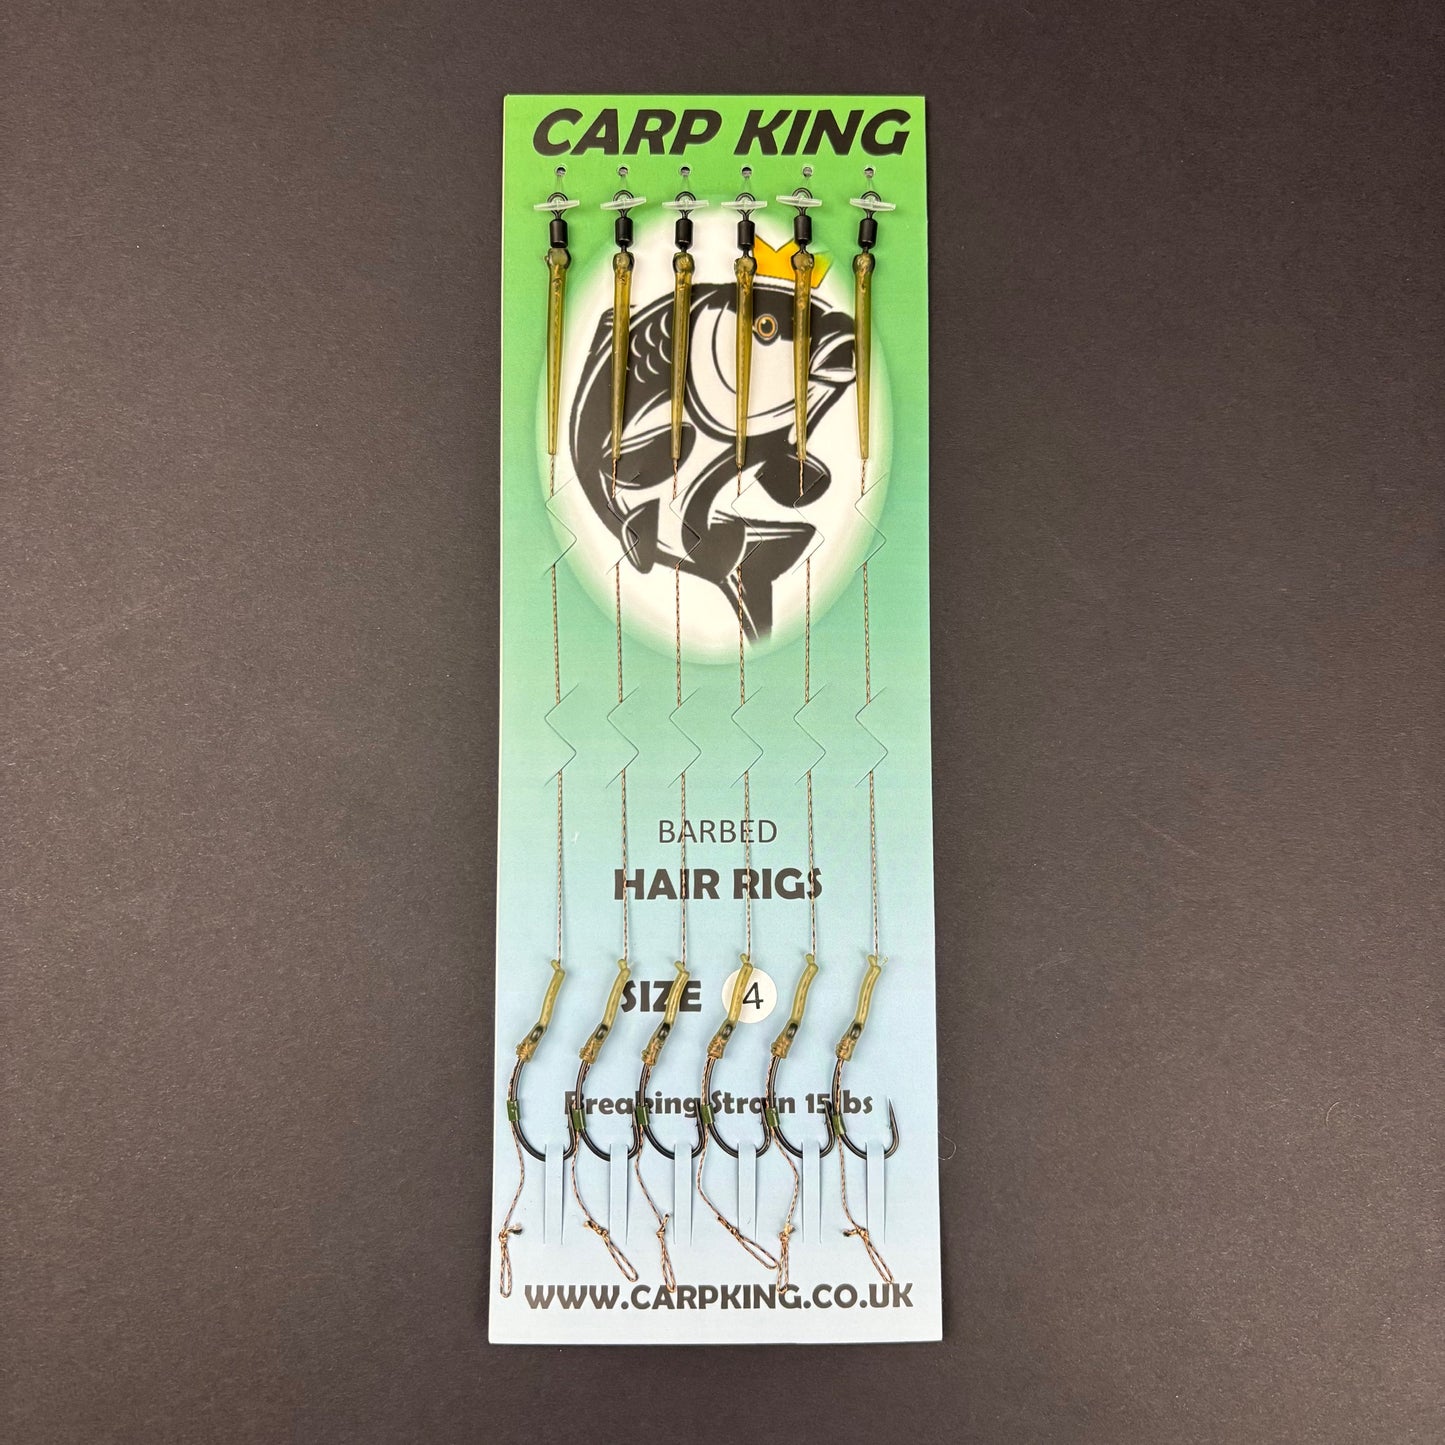 CARP KING
BARBED
HAIR RIGS
SIZE 4
Breaking Strain 15lbs
WWW.CARPKING.CO.UK